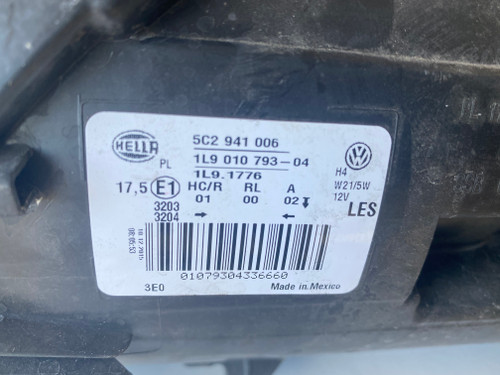 HELLA
5C2 941 006
1L9 010 793-04
1L9.1776
PL
17,5 E1 HC/R RL A
01 00 02
3203
3204
H4
W21/5W
12V
LES
01079304336660
3E0 Made in Mexico